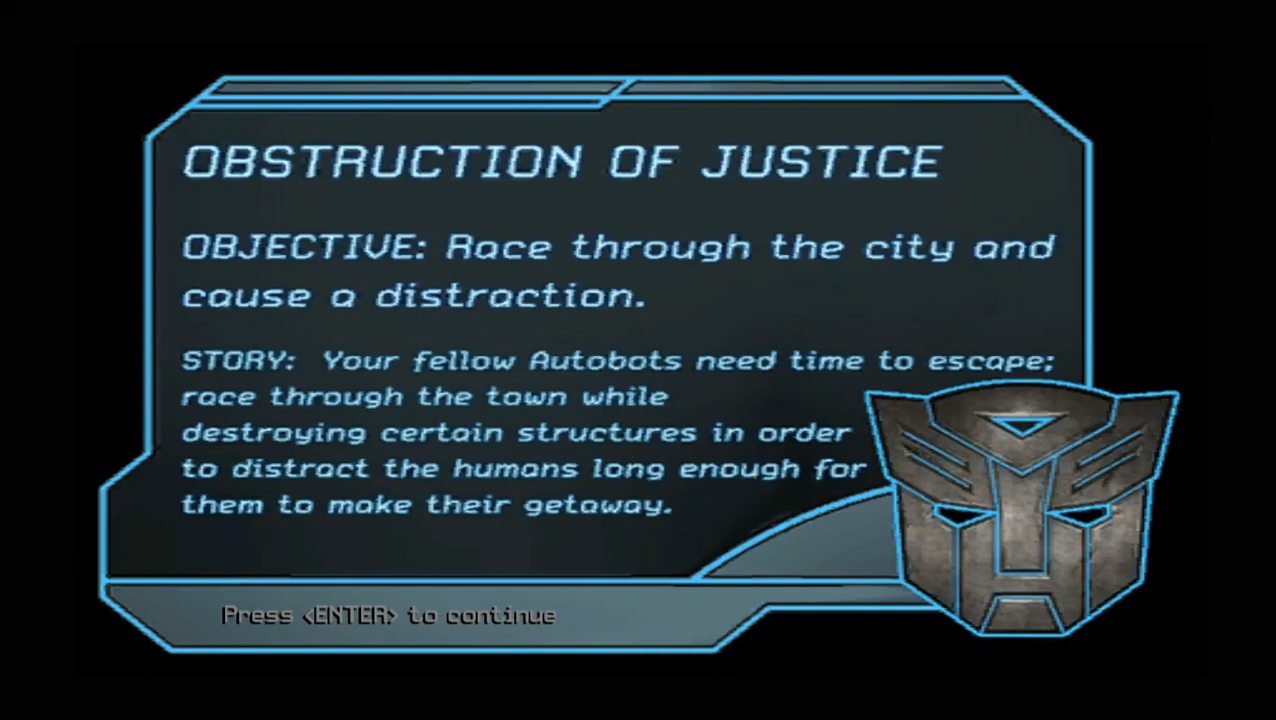 OBSTRUCTION OF JUSTICE
OBJECTIVE: Race through the city and
cause a distraction.
STORY: Your fellow Autobots need time to escape;
race through the town while
destroying certain structures in order
to distract the humans long enough for
them to make their getaway.
Press <ENTER> to continue